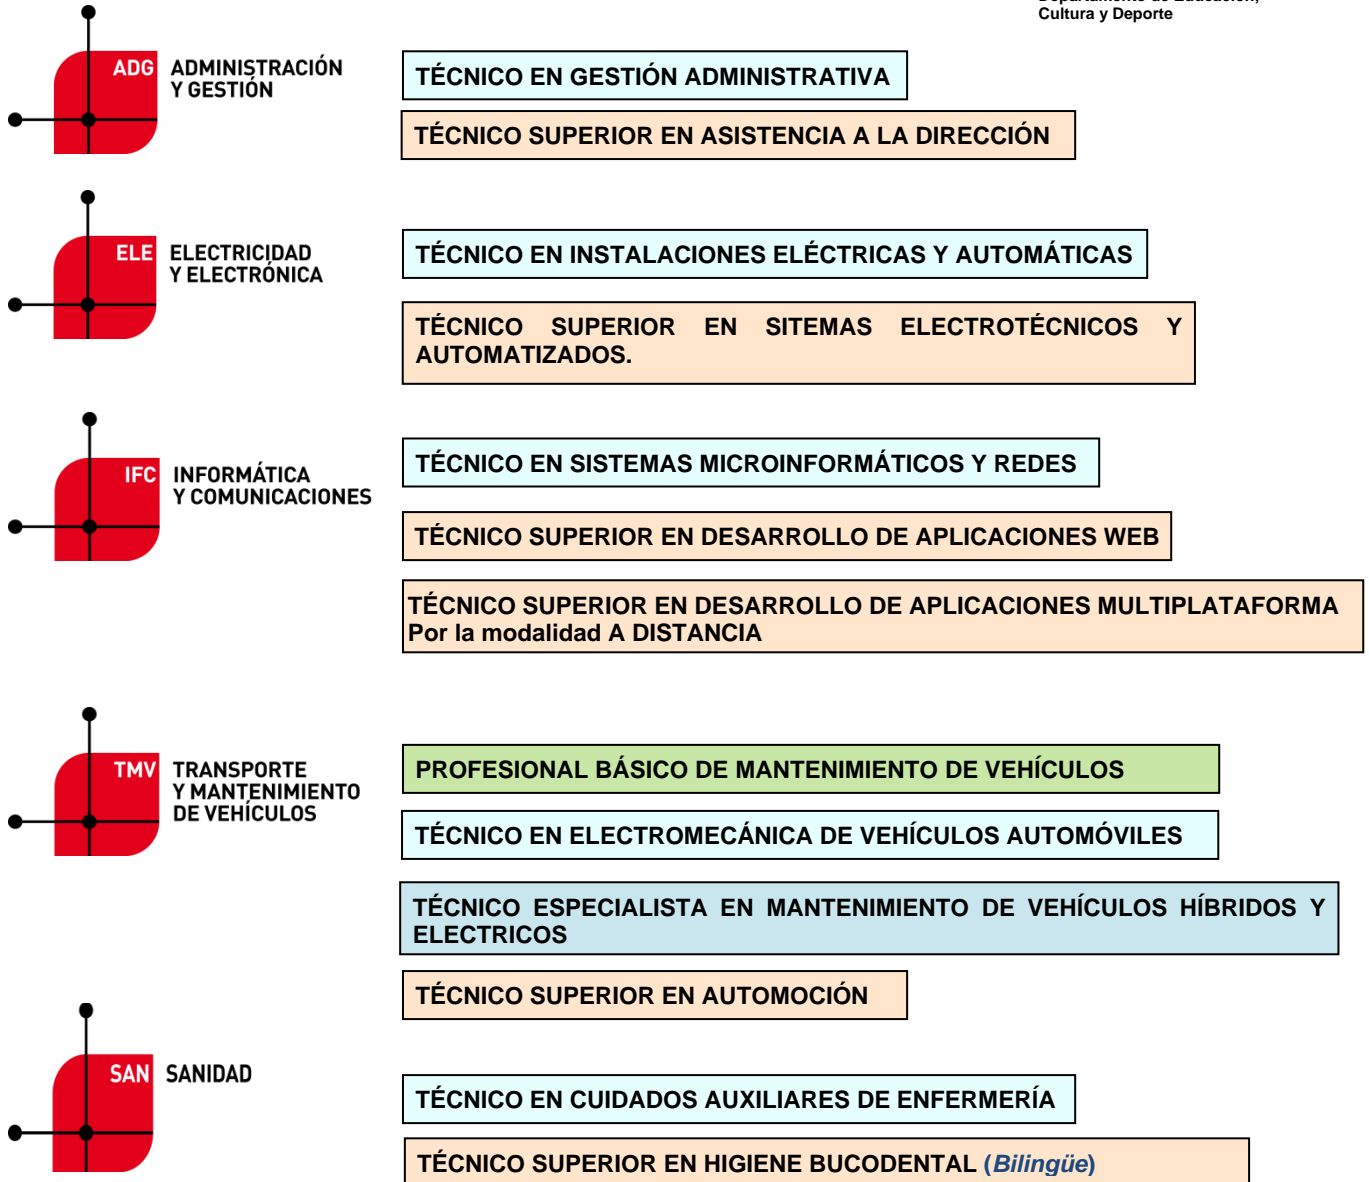 Departamento de Educación,
Cultura y Deporte
ADG ADMINISTRACIÓN
Y GESTIÓN
TÉCNICO EN GESTIÓN ADMINISTRATIVA
TÉCNICO SUPERIOR EN ASISTENCIA A LA DIRECCIÓN
ELE ELECTRICIDAD
Y ELECTRÓNICA
TÉCNICO EN INSTALACIONES ELÉCTRICAS Y AUTOMÁTICAS
TÉCNICO SUPERIOR EN SITEMAS ELECTROTÉCNICOS Y
AUTOMATIZADOS.
IFC INFORMÁTICA
Y COMUNICACIONES
TÉCNICO EN SISTEMAS MICROINFORMÁTICOS Y REDES
TÉCNICO SUPERIOR EN DESARROLLO DE APLICACIONES WEB
TÉCNICO SUPERIOR EN DESARROLLO DE APLICACIONES MULTIPLATAFORMA
Por la modalidad A DISTANCIA
TMV TRANSPORTE
Y MANTENIMIENTO
DE VEHÍCULOS
PROFESIONAL BÁSICO DE MANTENIMIENTO DE VEHÍCULOS
TÉCNICO EN ELECTROMECÁNICA DE VEHÍCULOS AUTOMÓVILES
TÉCNICO ESPECIALISTA EN MANTENIMIENTO DE VEHÍCULOS HÍBRIDOS Y
ELECTRICOS
TÉCNICO SUPERIOR EN AUTOMOCIÓN
SAN SANIDAD
TÉCNICO EN CUIDADOS AUXILIARES DE ENFERMERÍA
TÉCNICO SUPERIOR EN HIGIENE BUCODENTAL (Bilingüe)